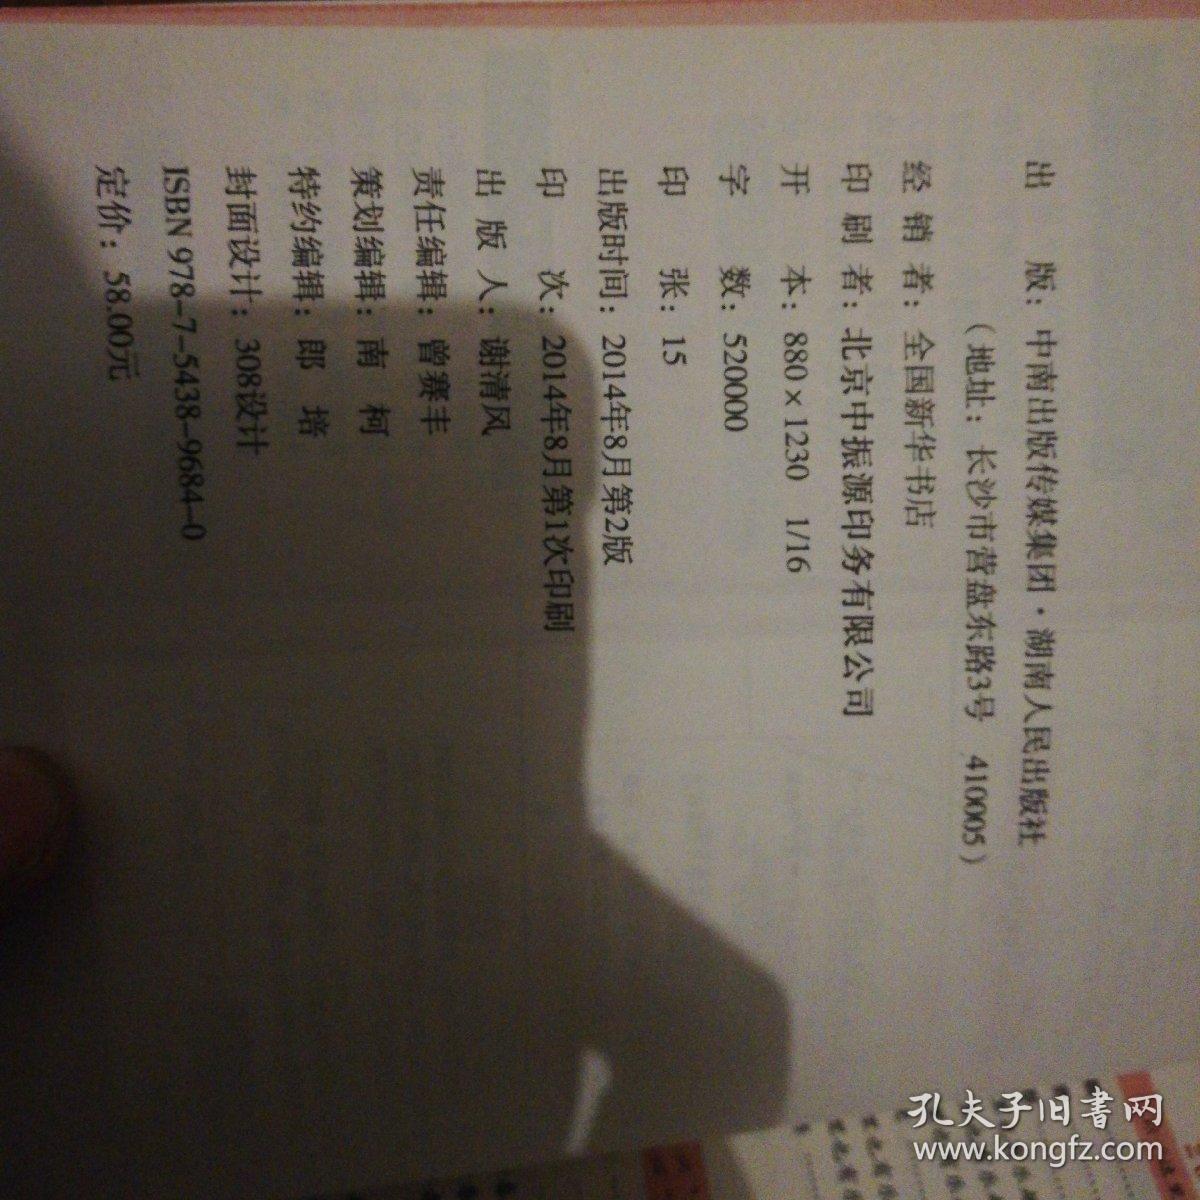 出 版：中南出版传媒集团·湖南人民出版社
（地址：长沙市营盘东路3号 410005）
经 销 者：全国新华书店
印 刷 者：北京中振源印务有限公司
开 本：880×1230 1/16
字 数：520000
印 张：15
出版时间：2014年8月第2版
印 次：2014年8月第1次印刷
出 版 人：谢清风
责任编辑：曾赛丰
策划编辑：南 柯
特约编辑：郎 培
封面设计：308设计
ISBN 978-7-5438-9684-0
定价：58.00元
孔夫子旧书网
www.kongfz.com